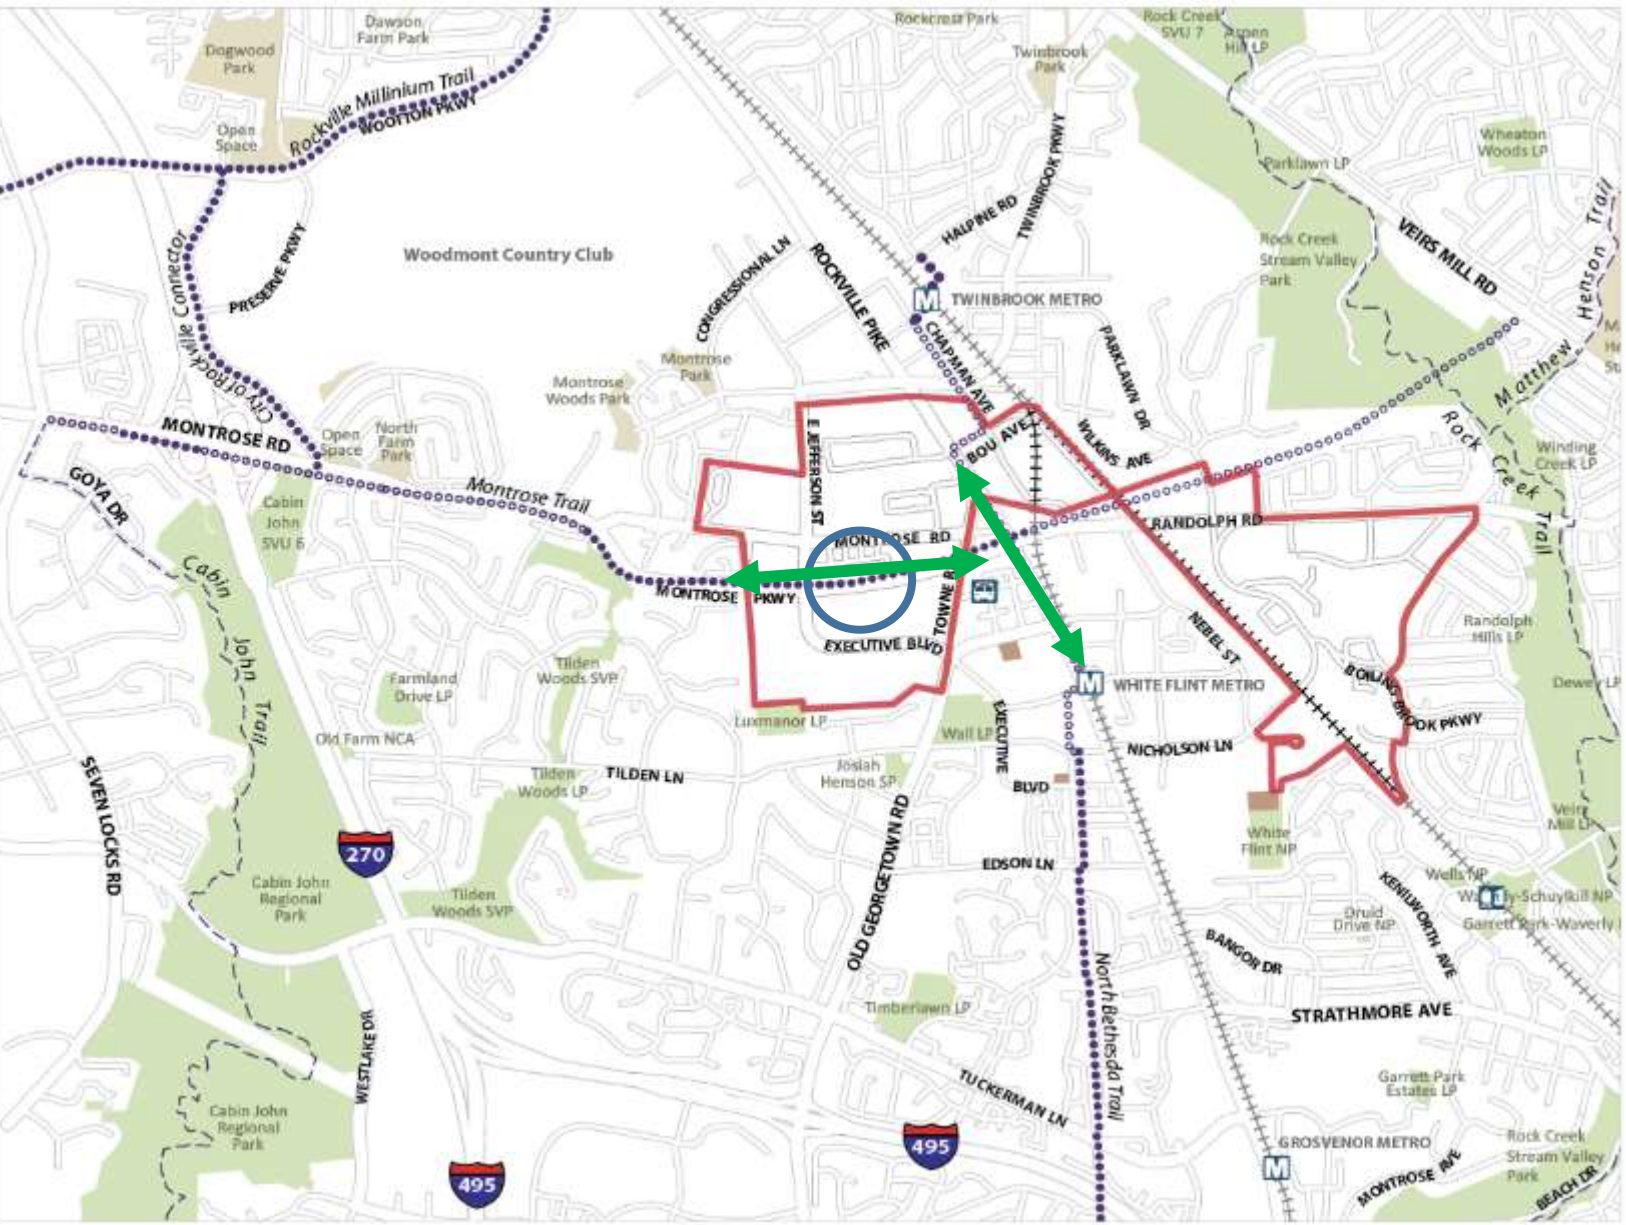 Dawson
Farm Park
Rockcrest Park
Rock Creek
SVU 7
Aspen
Hill LP
Dogwood
Park
Twinbrook
Park
Rockville Millinium Trail
WOOTTON PKWY
Open
Space
TWINBROOK PKWY
Wheaton
Woods LP
Parklawn LP
HALPINE RD
Matthew Henson Trail
VEIRS MILL RD
Rock Creek
Stream Valley
Park
Woodmont Country Club
PRESERVE PKWY
City of Rockville Connector
CONGRESSIONAL LN
ROCKVILLE PIKE
M
TWINBROOK METRO
CHAPMAN AVE
PARKLAWN DR
Montrose
Park
Montrose
Woods Park
MONTROSE RD
Open
Space
North
Farm
Park
E JEFFERSON ST
BOU AVE
WILKINS AVE
Rock Creek Trail
Winding
Creek LP
GOYA DR
Cabin
John
SVU 6
Montrose Trail
MONTROSE RD
RANDOLPH RD
Cabin John Trail
MONTROSE PKWY
TOWNE RD
EXECUTIVE BLVD
NEBEL ST
Randolph
Hills LP
Tilden
Woods SVP
Farmland
Drive LP
M
WHITE FLINT METRO
BOILING BROOK PKWY
Dewey LP
Luxmanor LP
Wall LP
EXECUTIVE
BLVD
NICHOLSON LN
Old Farm NCA
Josiah
Henson SP
TILDEN LN
Tilden
Woods LP
SEVEN LOCKS RD
OLD GEORGETOWN RD
White
Flint NP
270
EDSON LN
Wells NP
KENILWORTH AVE
Druid
Drive NP
Garrett Park-Waverly
Cabin John
Regional
Park
Tilden
Woods SVP
BANGOR DR
North Bethesda Trail
Timberlawn LP
STRATHMORE AVE
WESTLAKE DR
TUCKERMAN LN
Garrett Park
Estates LP
Cabin John
Regional
Park
495
495
M
GROSVENOR METRO
MONTROSE AVE
Rock Creek
Stream Valley
Park
BEACH DR